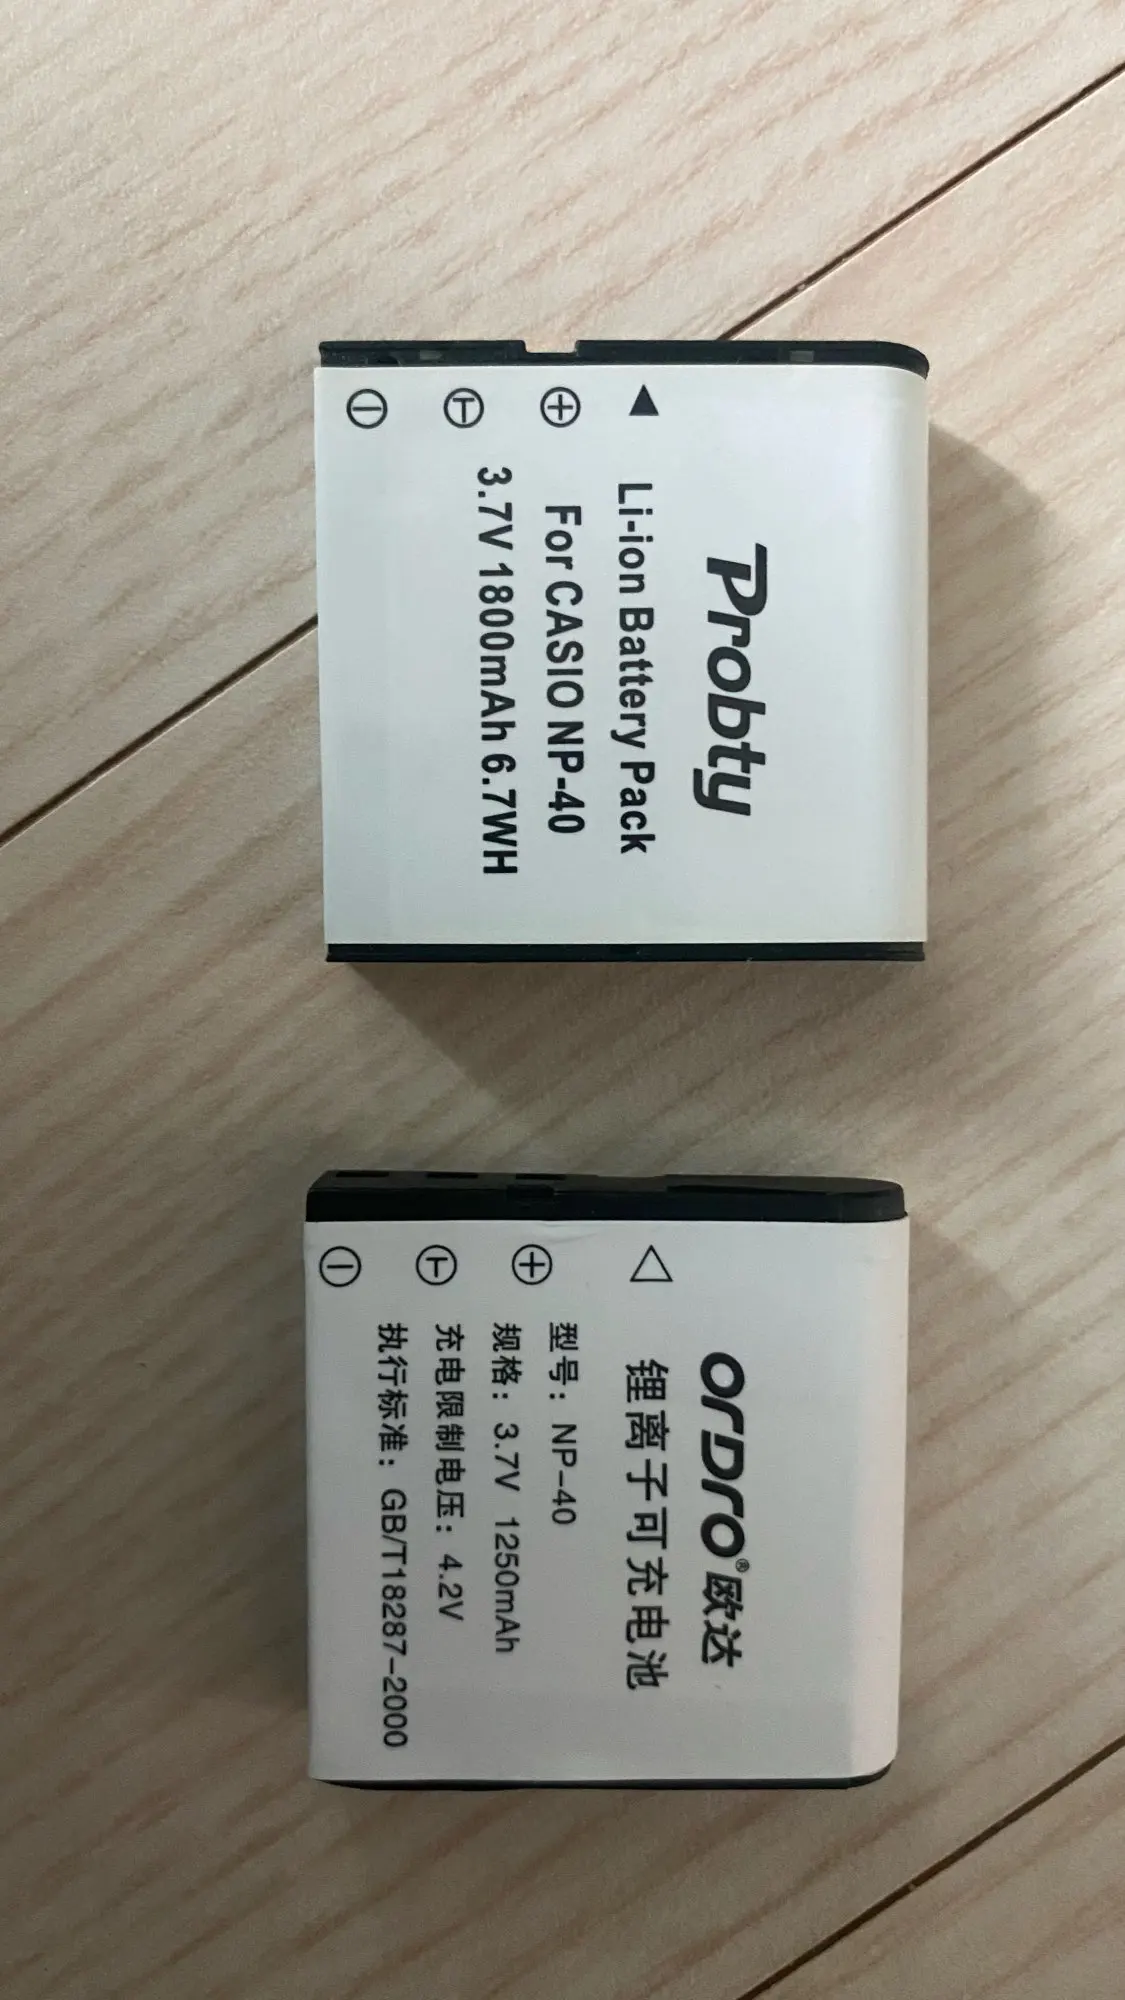 Probty
Li-ion Battery Pack
For CASIO NP-40
3.7V 1800mAh 6.7WH
+ T -
ORDRO®欧达
锂离子可充电池
型号：NP-40
规格：3.7V 1250mAh
充电限制电压：4.2V
执行标准：GB/T18287-2000
+ T -